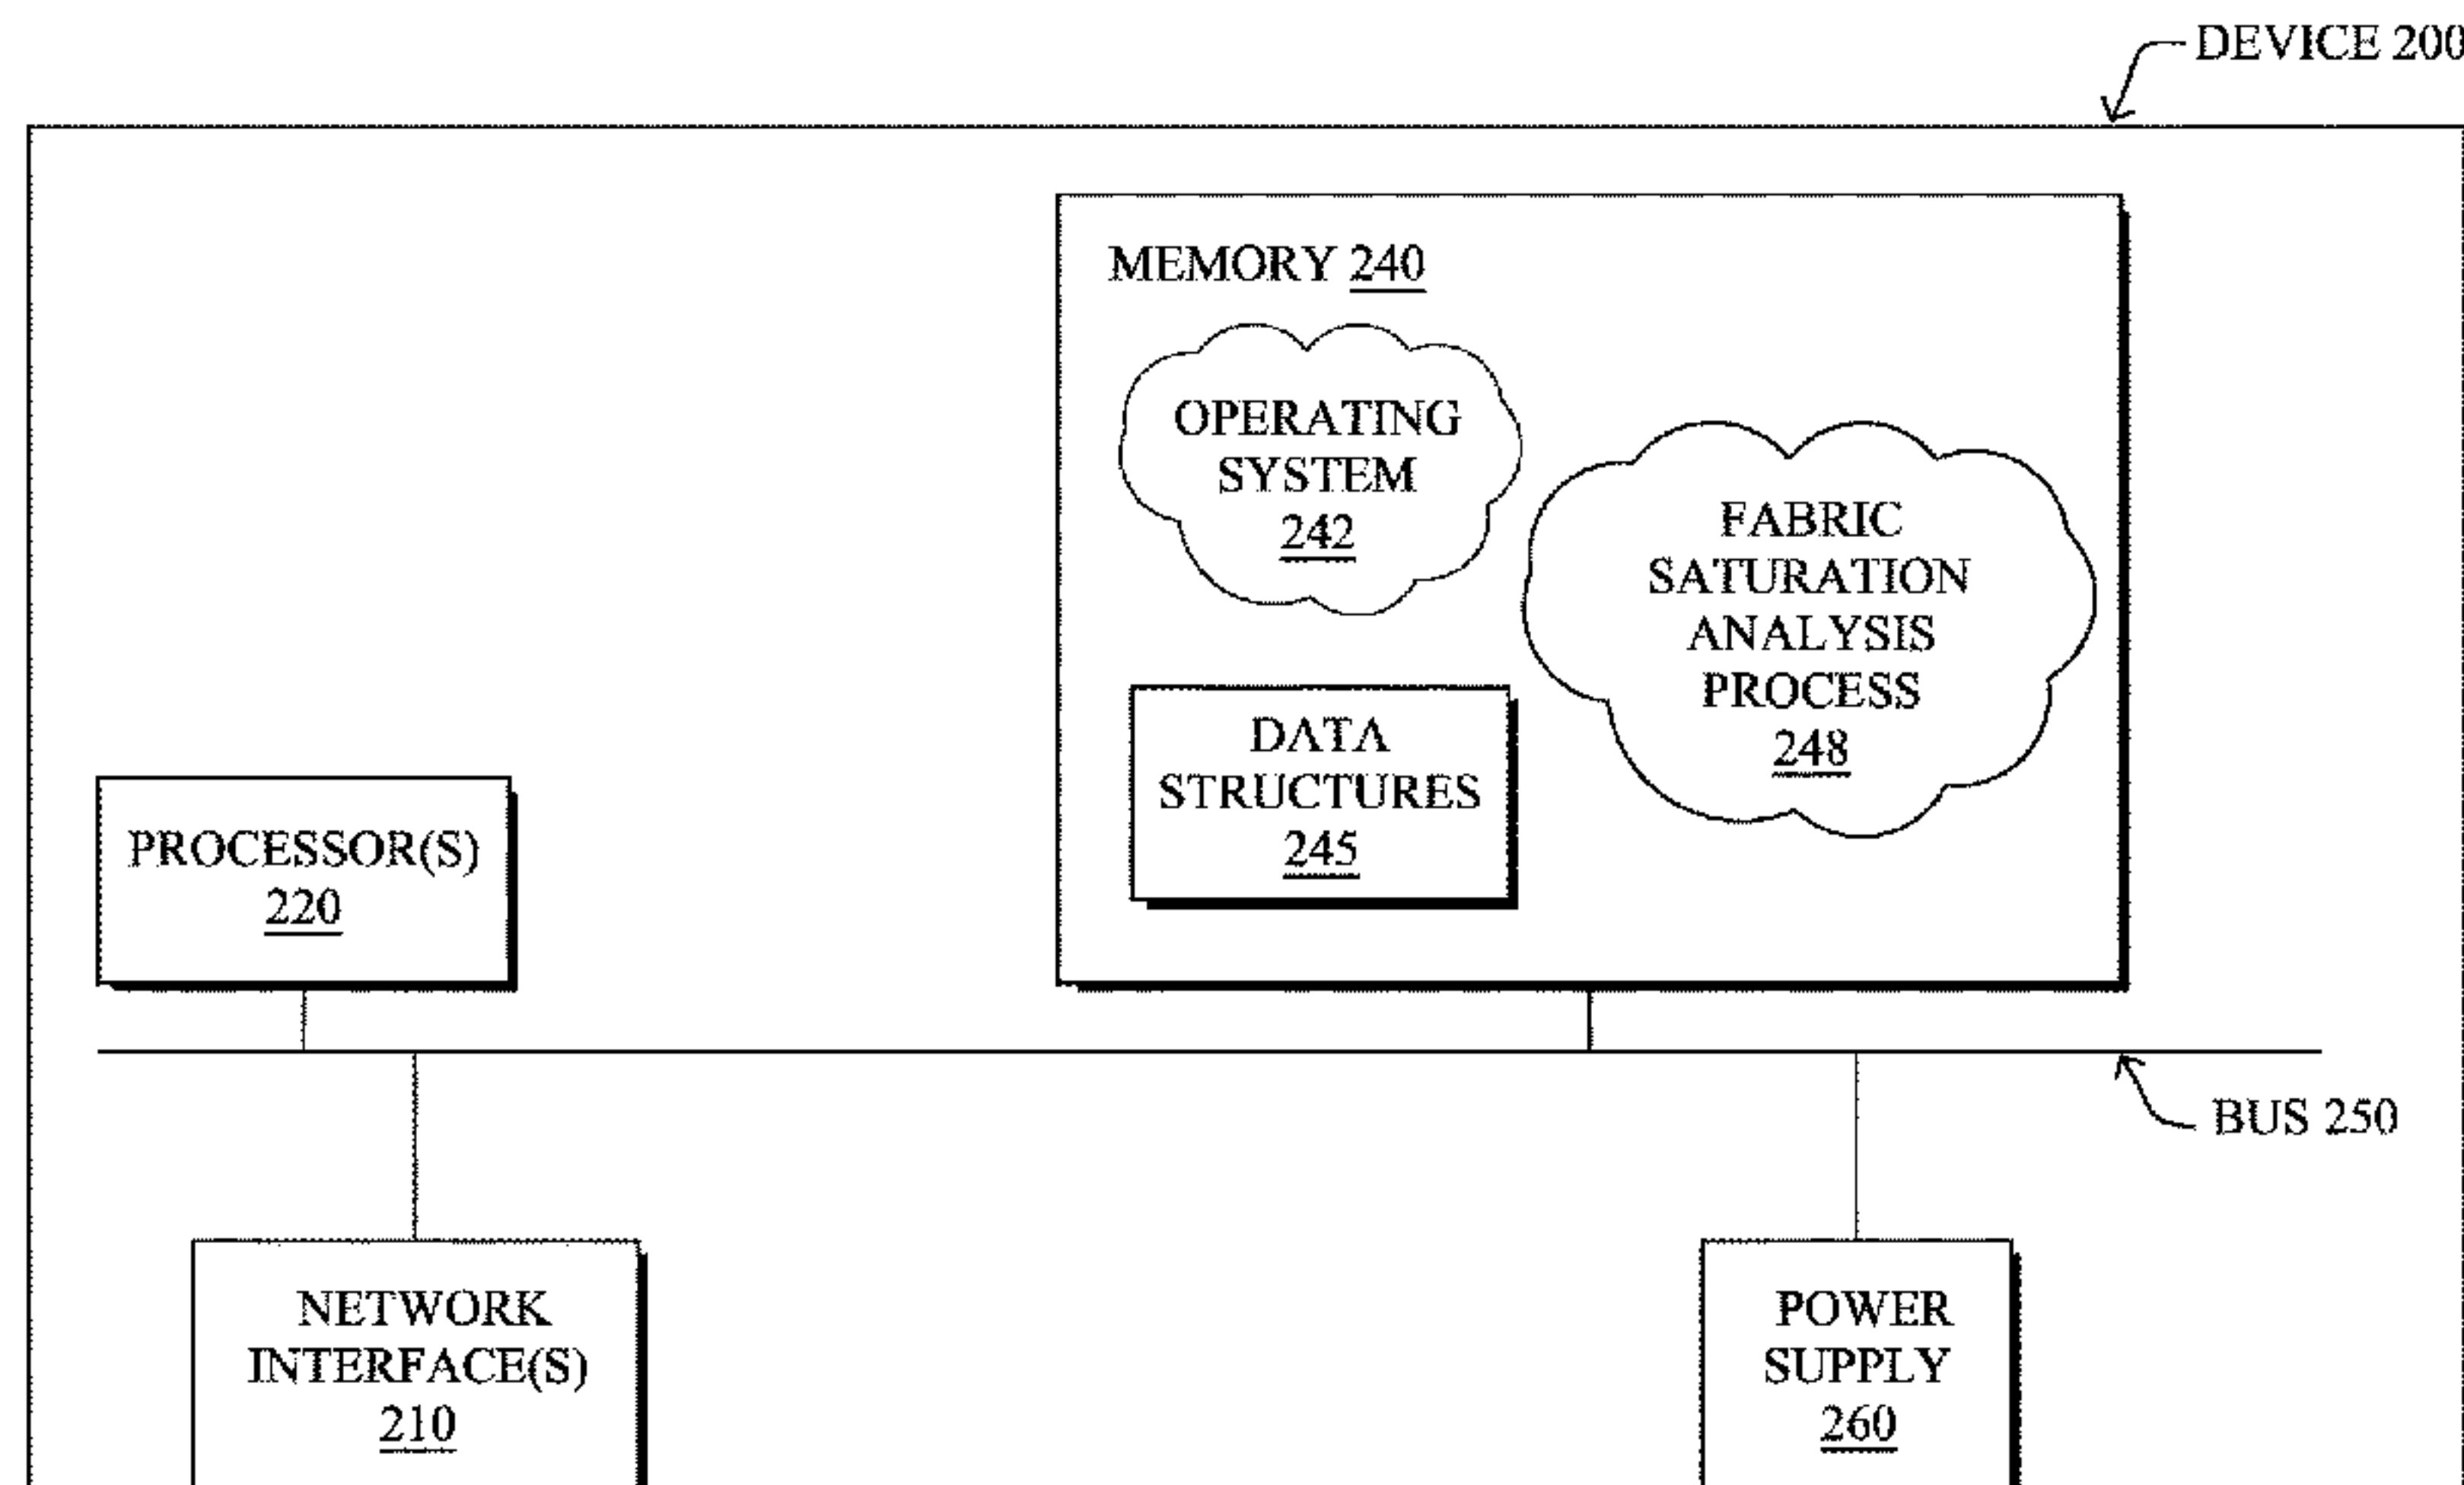 DEVICE 200
MEMORY 240
OPERATING
SYSTEM
242
FABRIC
SATURATION
ANALYSIS
PROCESS
248
DATA
STRUCTURES
245
PROCESSOR(S)
220
BUS 250
NETWORK
INTERFACE(S)
210
POWER
SUPPLY
260